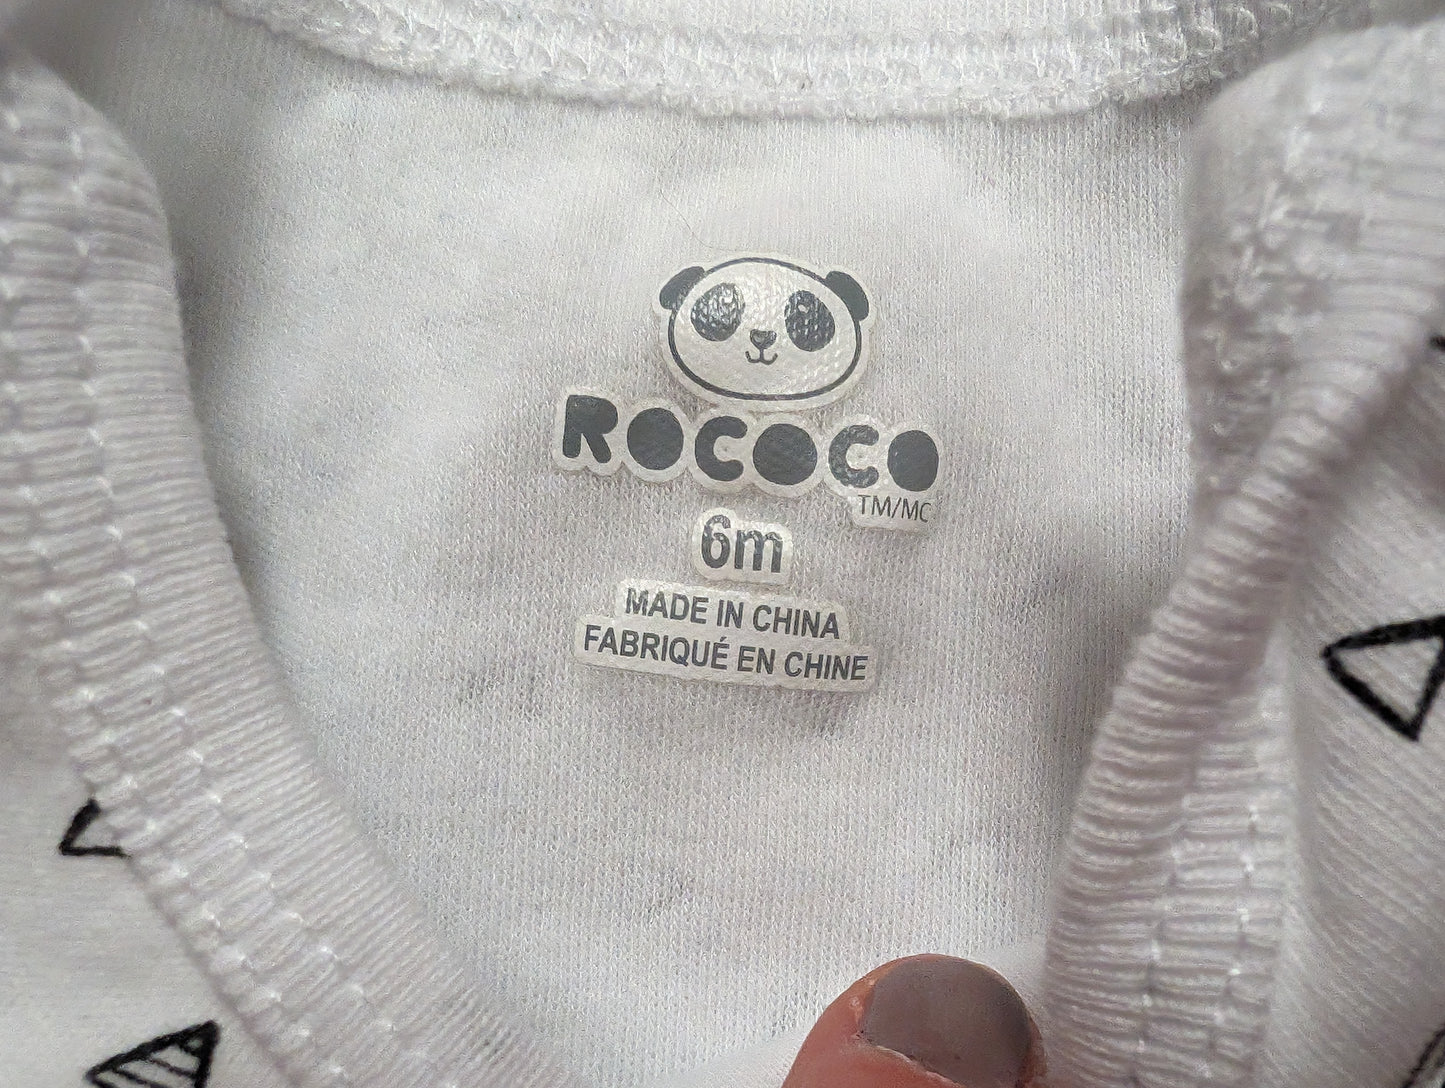 ROCOCO
TM/MC
6m
MADE IN CHINA
FABRIQUÉ EN CHINE